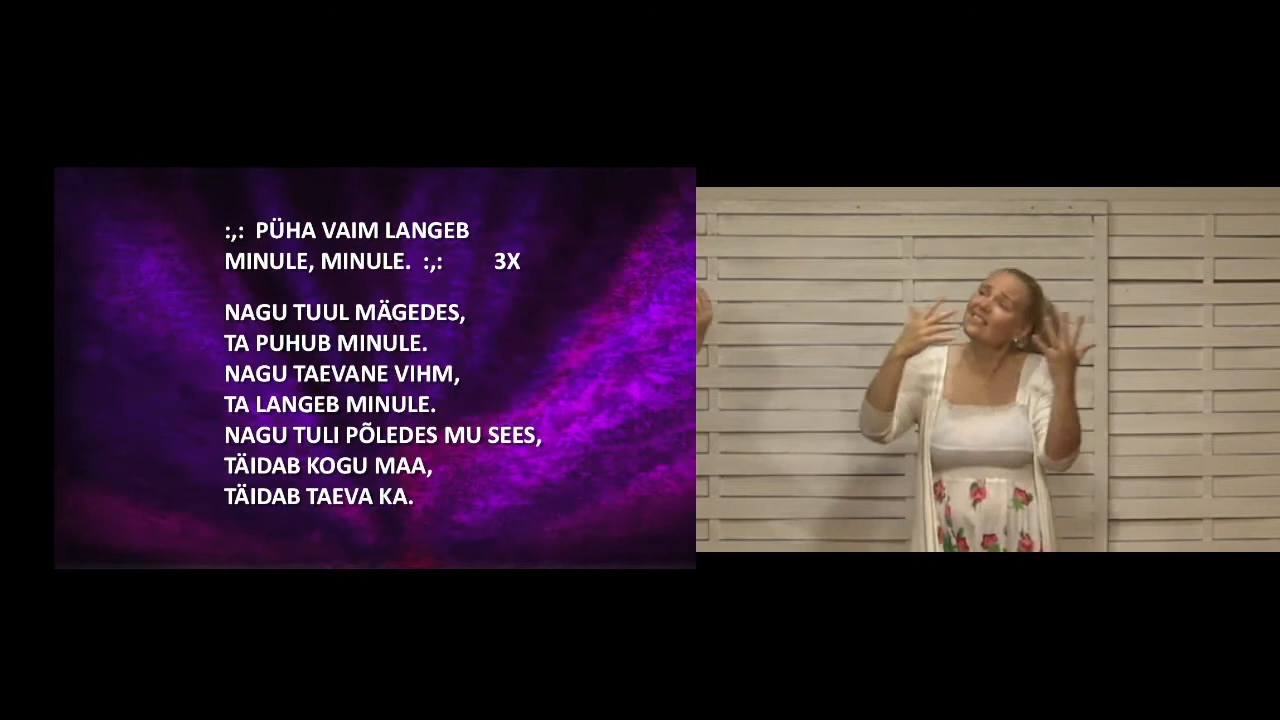 :,: PÜHA VAIM LANGEB
MINULE, MINULE. :,: 3X
NAGU TUUL MÄGEDES,
TA PUHUB MINULE.
NAGU TAEVANE VIHM,
TA LANGEB MINULE.
NAGU TULI PÕLEDES MU SEES,
TÄIDAB KOGU MAA,
TÄIDAB TAEVA KA.